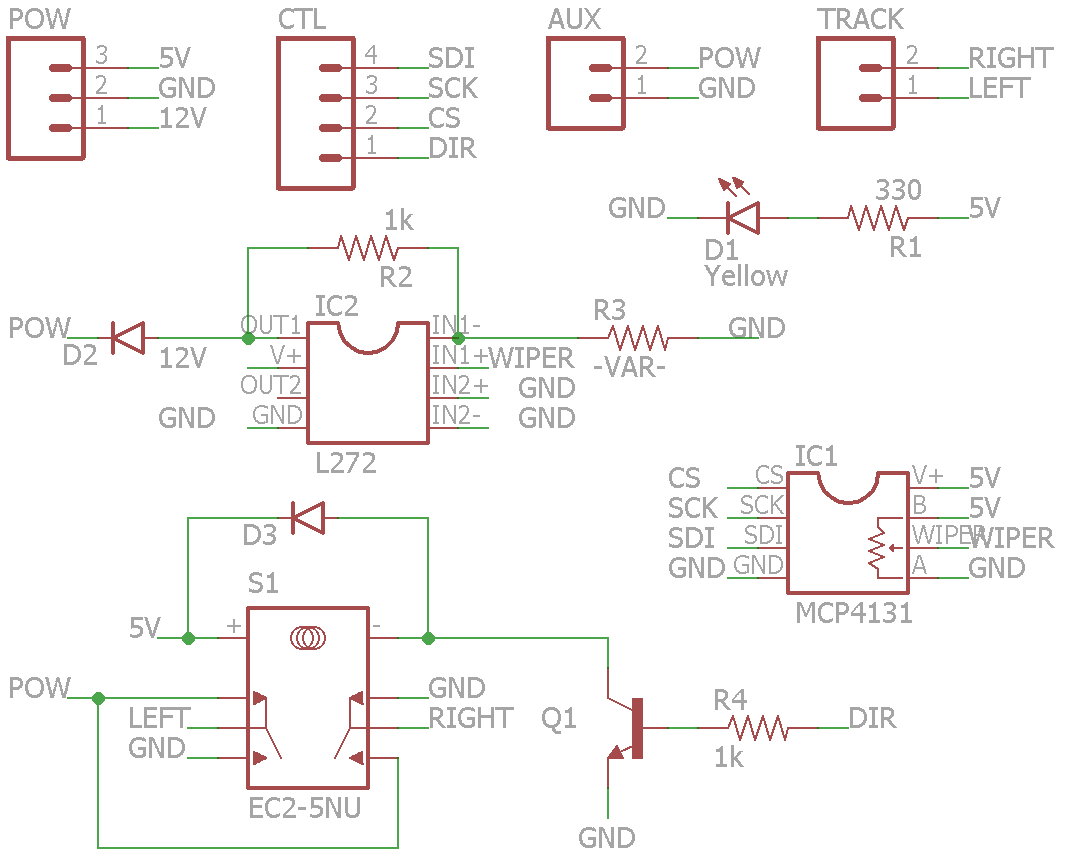 POW
CTL
AUX
TRACK
3 5V
2 GND
1 12V
4 SDI
3 SCK
2 CS
1 DIR
2 POW
1 GND
2 RIGHT
1 LEFT
330
GND
5V
D1
R1
Yellow
1k
R2
IC2
R3
POW
OUT1
IN1-
GND
D2
12V
V+
IN1+
WIPER
-VAR-
OUT2
IN2+
GND
GND
GND
IN2-
GND
L272
IC1
CS
CS
V+
5V
SCK
SCK
B
5V
D3
SDI
SDI
WIPER
WIPER
GND
GND
A
GND
S1
MCP4131
5V
+
-
POW
GND
LEFT
RIGHT
Q1
R4
DIR
GND
1k
EC2-5NU
GND